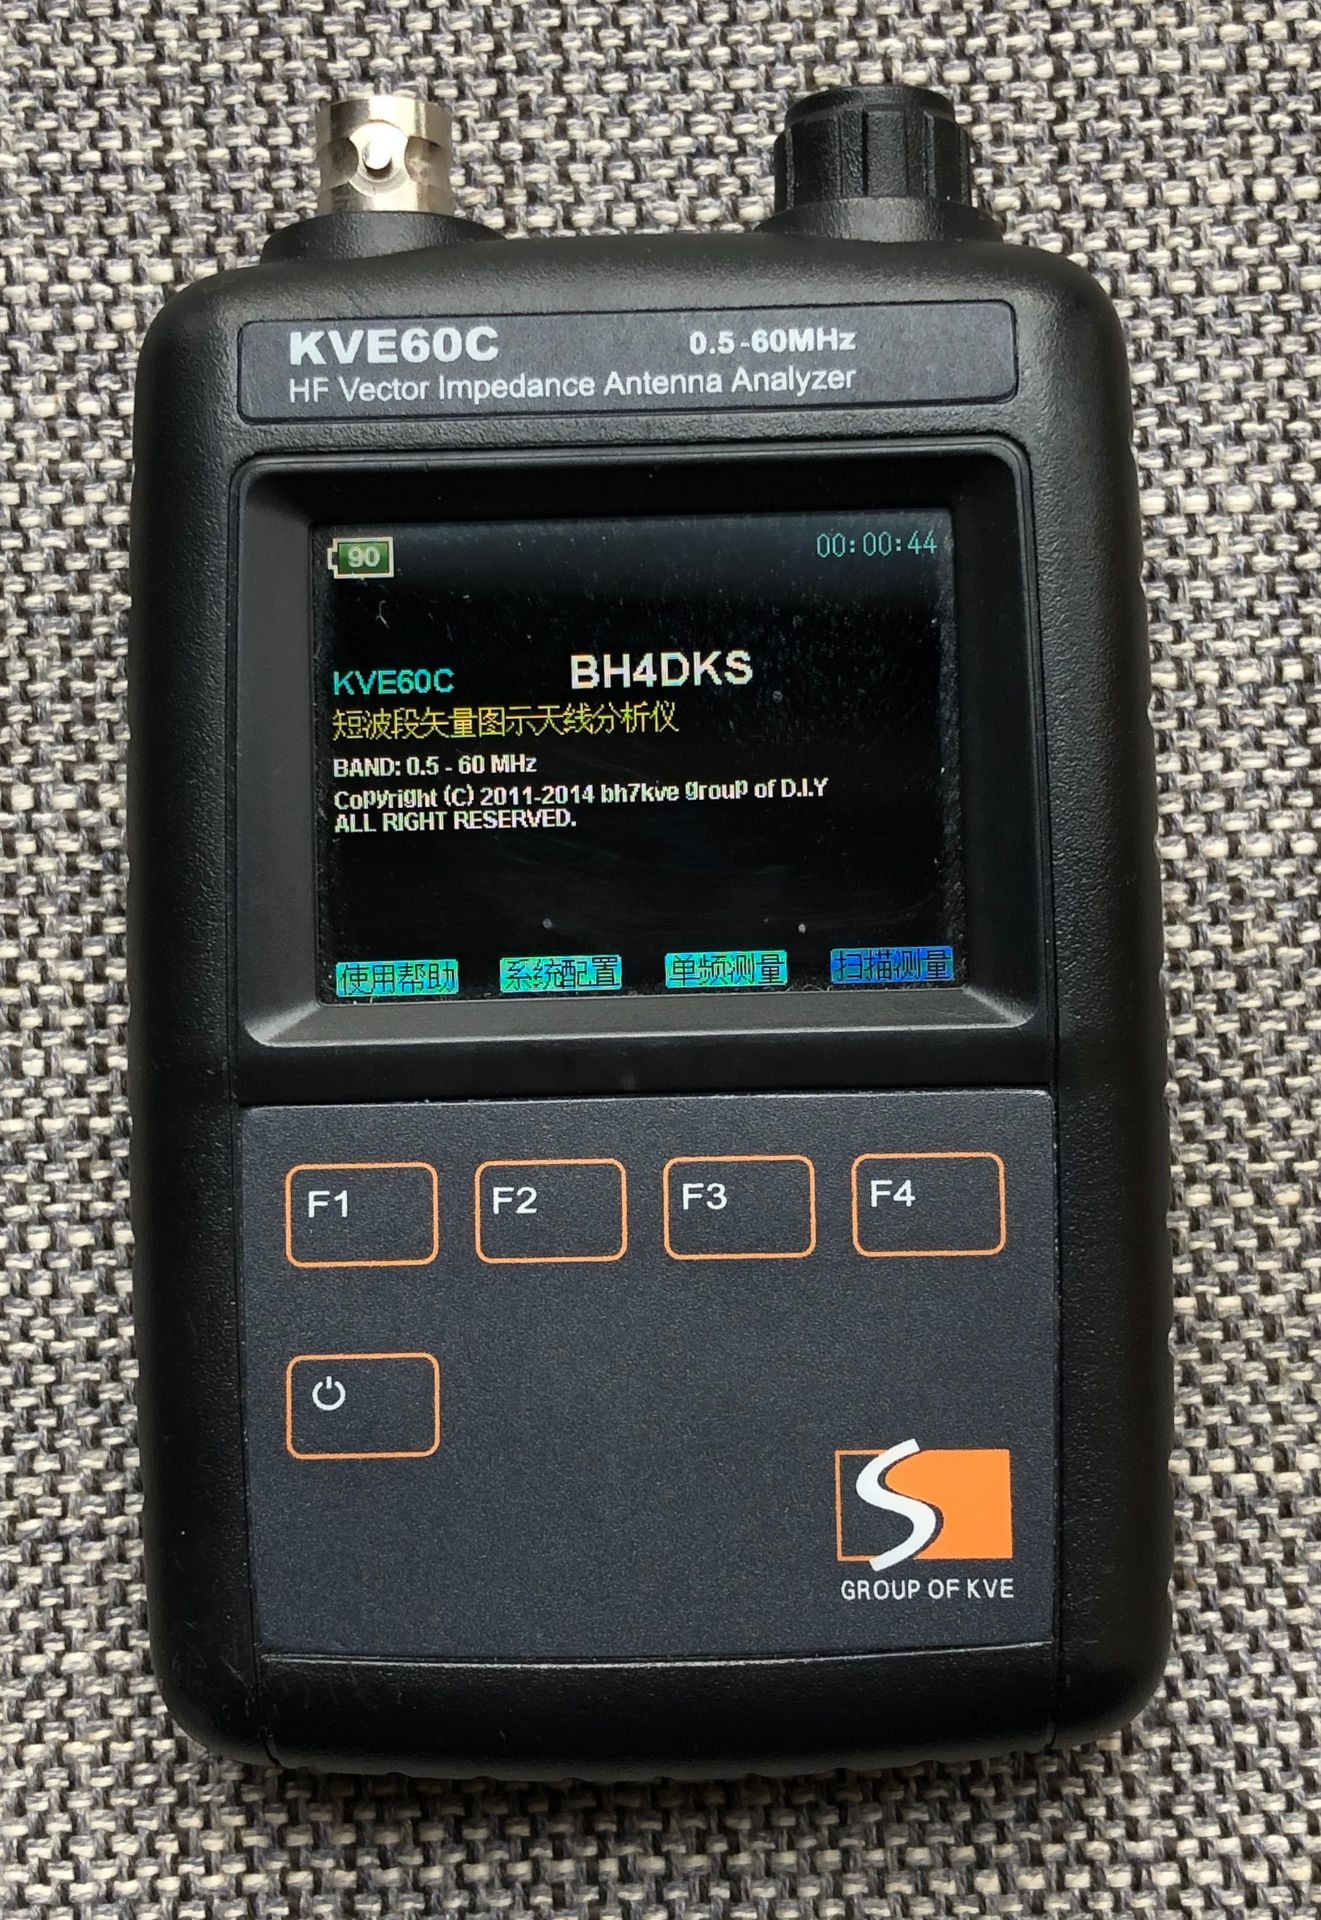 KVE60C 0.5-60MHz
HF Vector Impedance Antenna Analyzer
90 00:00:44
KVE60C BH4DKS
短波段矢量图示天线分析仪
BAND: 0.5 - 60 MHz
Copyright (C) 2011-2014 bh7kve group of D.I.Y
ALL RIGHT RESERVED.
使用帮助 系统配置 单频测量 扫描测量
F1 F2 F3 F4
S
GROUP OF KVE